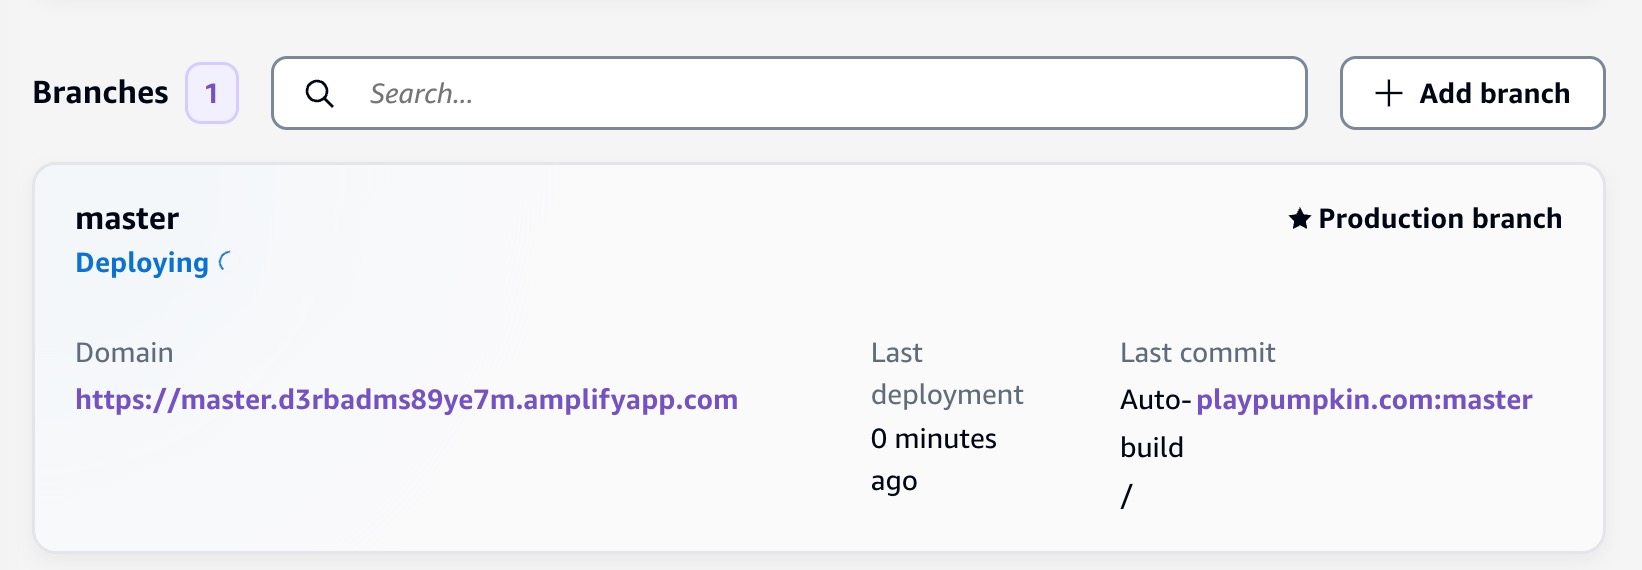 Branches 1 Search... Add branch
master
★ Production branch
Deploying
Domain
https://master.d3rbadms89ye7m.amplifyapp.com
Last
deployment
0 minutes
ago
Last commit
Auto- playpumpkin.com:master
build
/